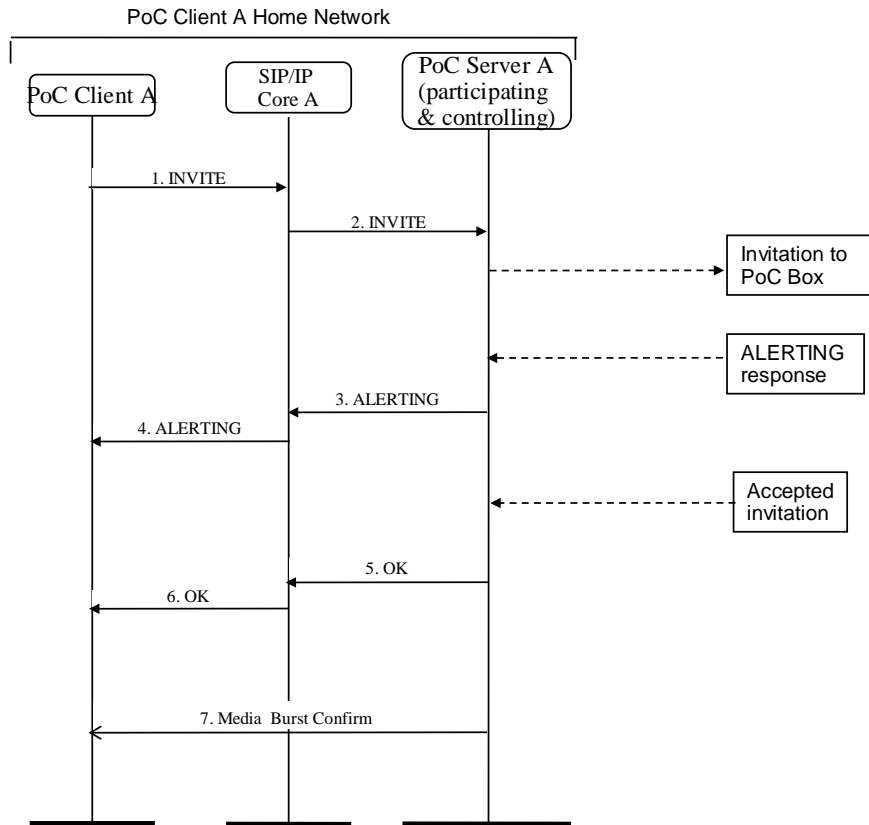 PoC Client A Home Network
PoC Client A
SIP/IP
Core A
PoC Server A
(participating
& controlling)
1. INVITE
2. INVITE
Invitation to
PoC Box
ALERTING
response
3. ALERTING
4. ALERTING
Accepted
invitation
5. OK
6. OK
7. Media Burst Confirm